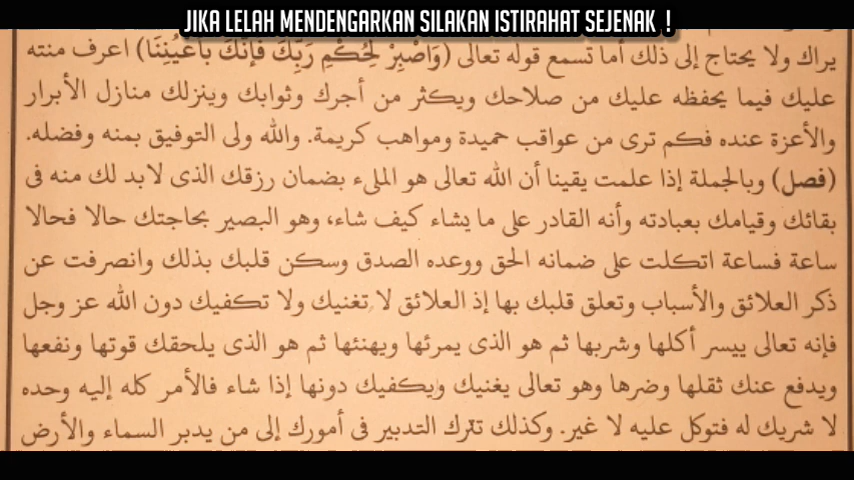 JIKA LELAH MENDENGARKAN SILAKAN ISTIRAHAT SEJENAK !
يراك ولا يحتاج إلى ذلك أما تسمع قوله تعالى (وَاصْبِرْ لِحُكْمِ رَبِّكَ فَإِنَّكَ بِأَعْيُنِنَا) اعرف منته
عليك فيما يحفظه عليك من صلاحك ويكثر من أجرك وثوابك وينزلك منازل الأبرار
والأعزة عنده فكم ترى من عواقب حميدة ومواهب كريمة. والله ولى التوفيق بمنه وفضله.
(فصل) وبالجملة إذا علمت يقينا أن الله تعالى هو الملىء بضمان رزقك الذى لابد لك منه فى
بقائك وقيامك بعبادته وأنه القادر على ما يشاء كيف شاء، وهو البصير بحاجتك حالا فحالا
ساعة فساعة اتكلت على ضمانه الحق ووعده الصدق وسكن قلبك بذلك وانصرفت عن
ذكر العلائق والأسباب وتعلق قلبك بها إذ العلائق لا تغنيك ولا تكفيك دون الله عز وجل
فإنه تعالى ييسر أكلها وشربها ثم هو الذى يمرئها ويهنئها ثم هو الذى يلحقك قوتها ونفعها
ويدفع عنك ثقلها وضرها وهو تعالى يغنيك ويكفيك دونها إذا شاء فالأمر كله إليه وحده
لا شريك له فتوكل عليه لا غير. وكذلك تترك التدبير فى أمورك إلى من يدبر السماء والأرض